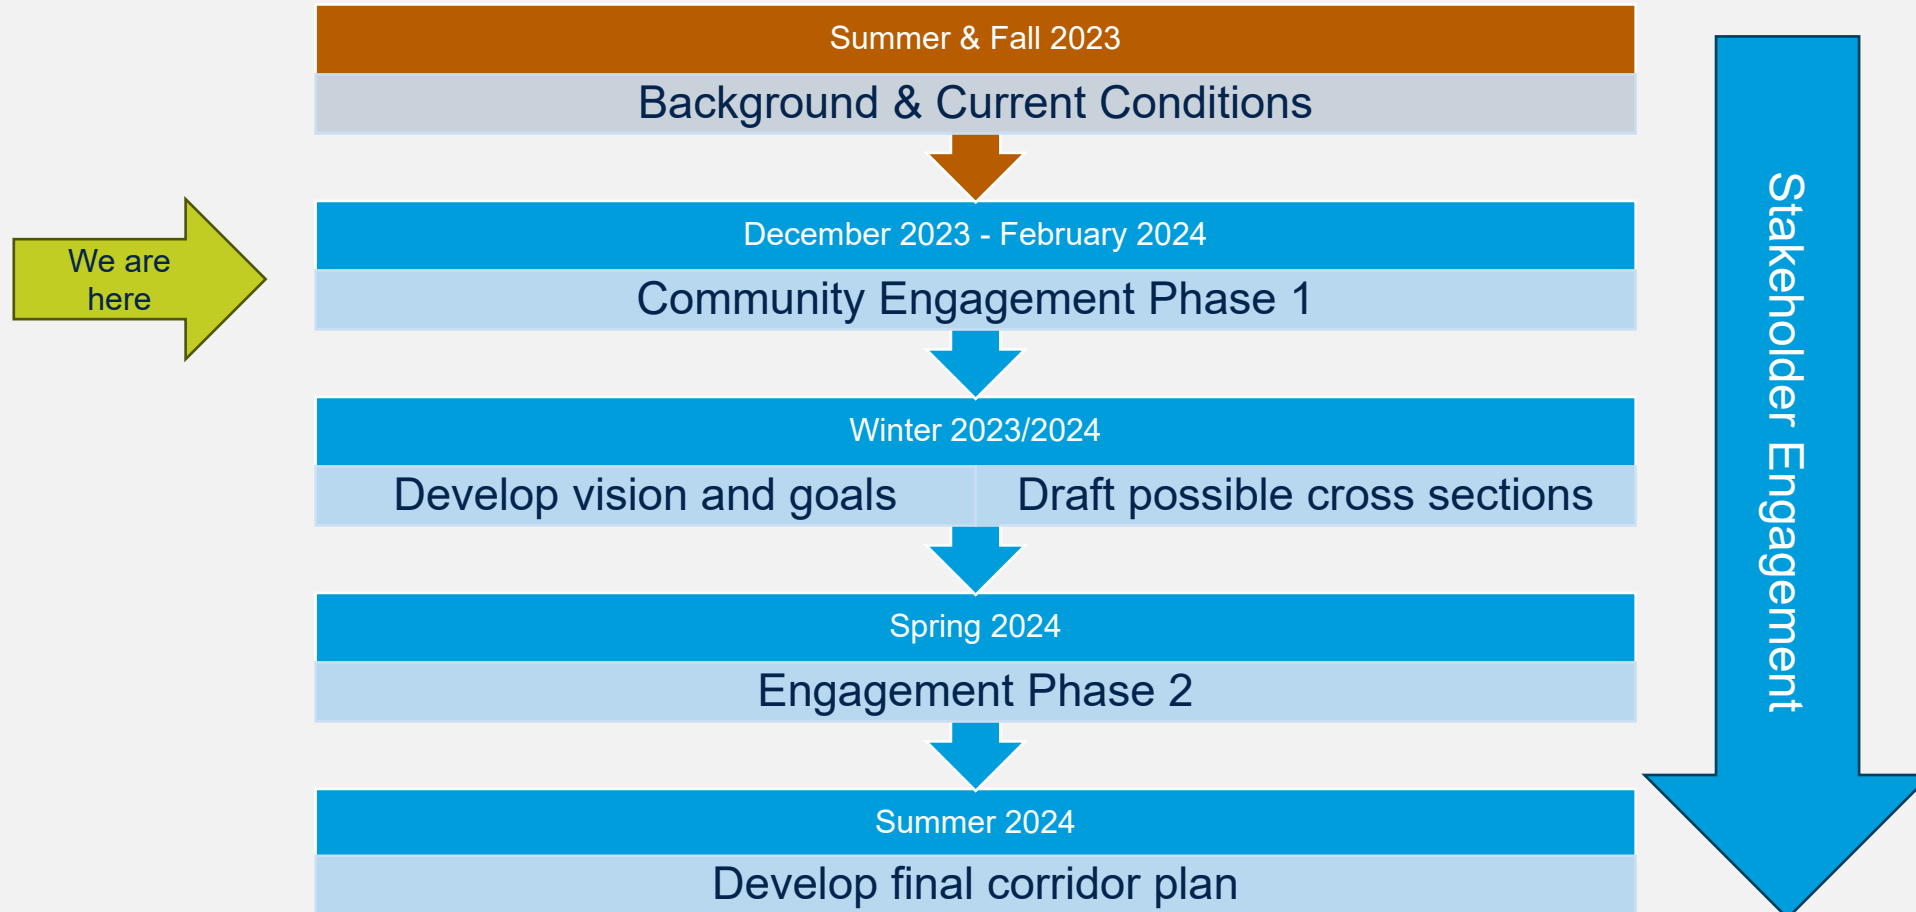 Summer & Fall 2023
Background & Current Conditions
We are
here
December 2023 - February 2024
Community Engagement Phase 1
Winter 2023/2024
Develop vision and goals
Draft possible cross sections
Spring 2024
Engagement Phase 2
Summer 2024
Develop final corridor plan
Stakeholder Engagement